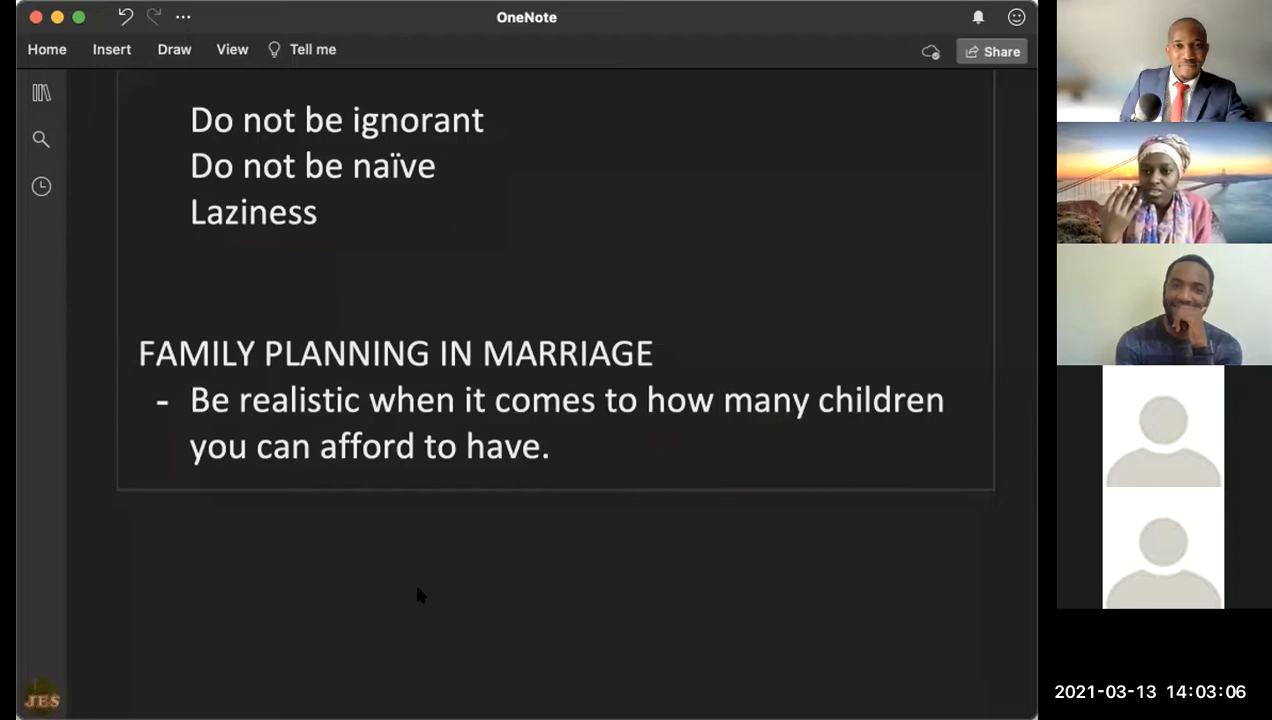 OneNote
Home Insert Draw View Tell me Share
Do not be ignorant
Do not be naïve
Laziness
FAMILY PLANNING IN MARRIAGE
- Be realistic when it comes to how many children
you can afford to have.
JES
2021-03-13 14:03:06